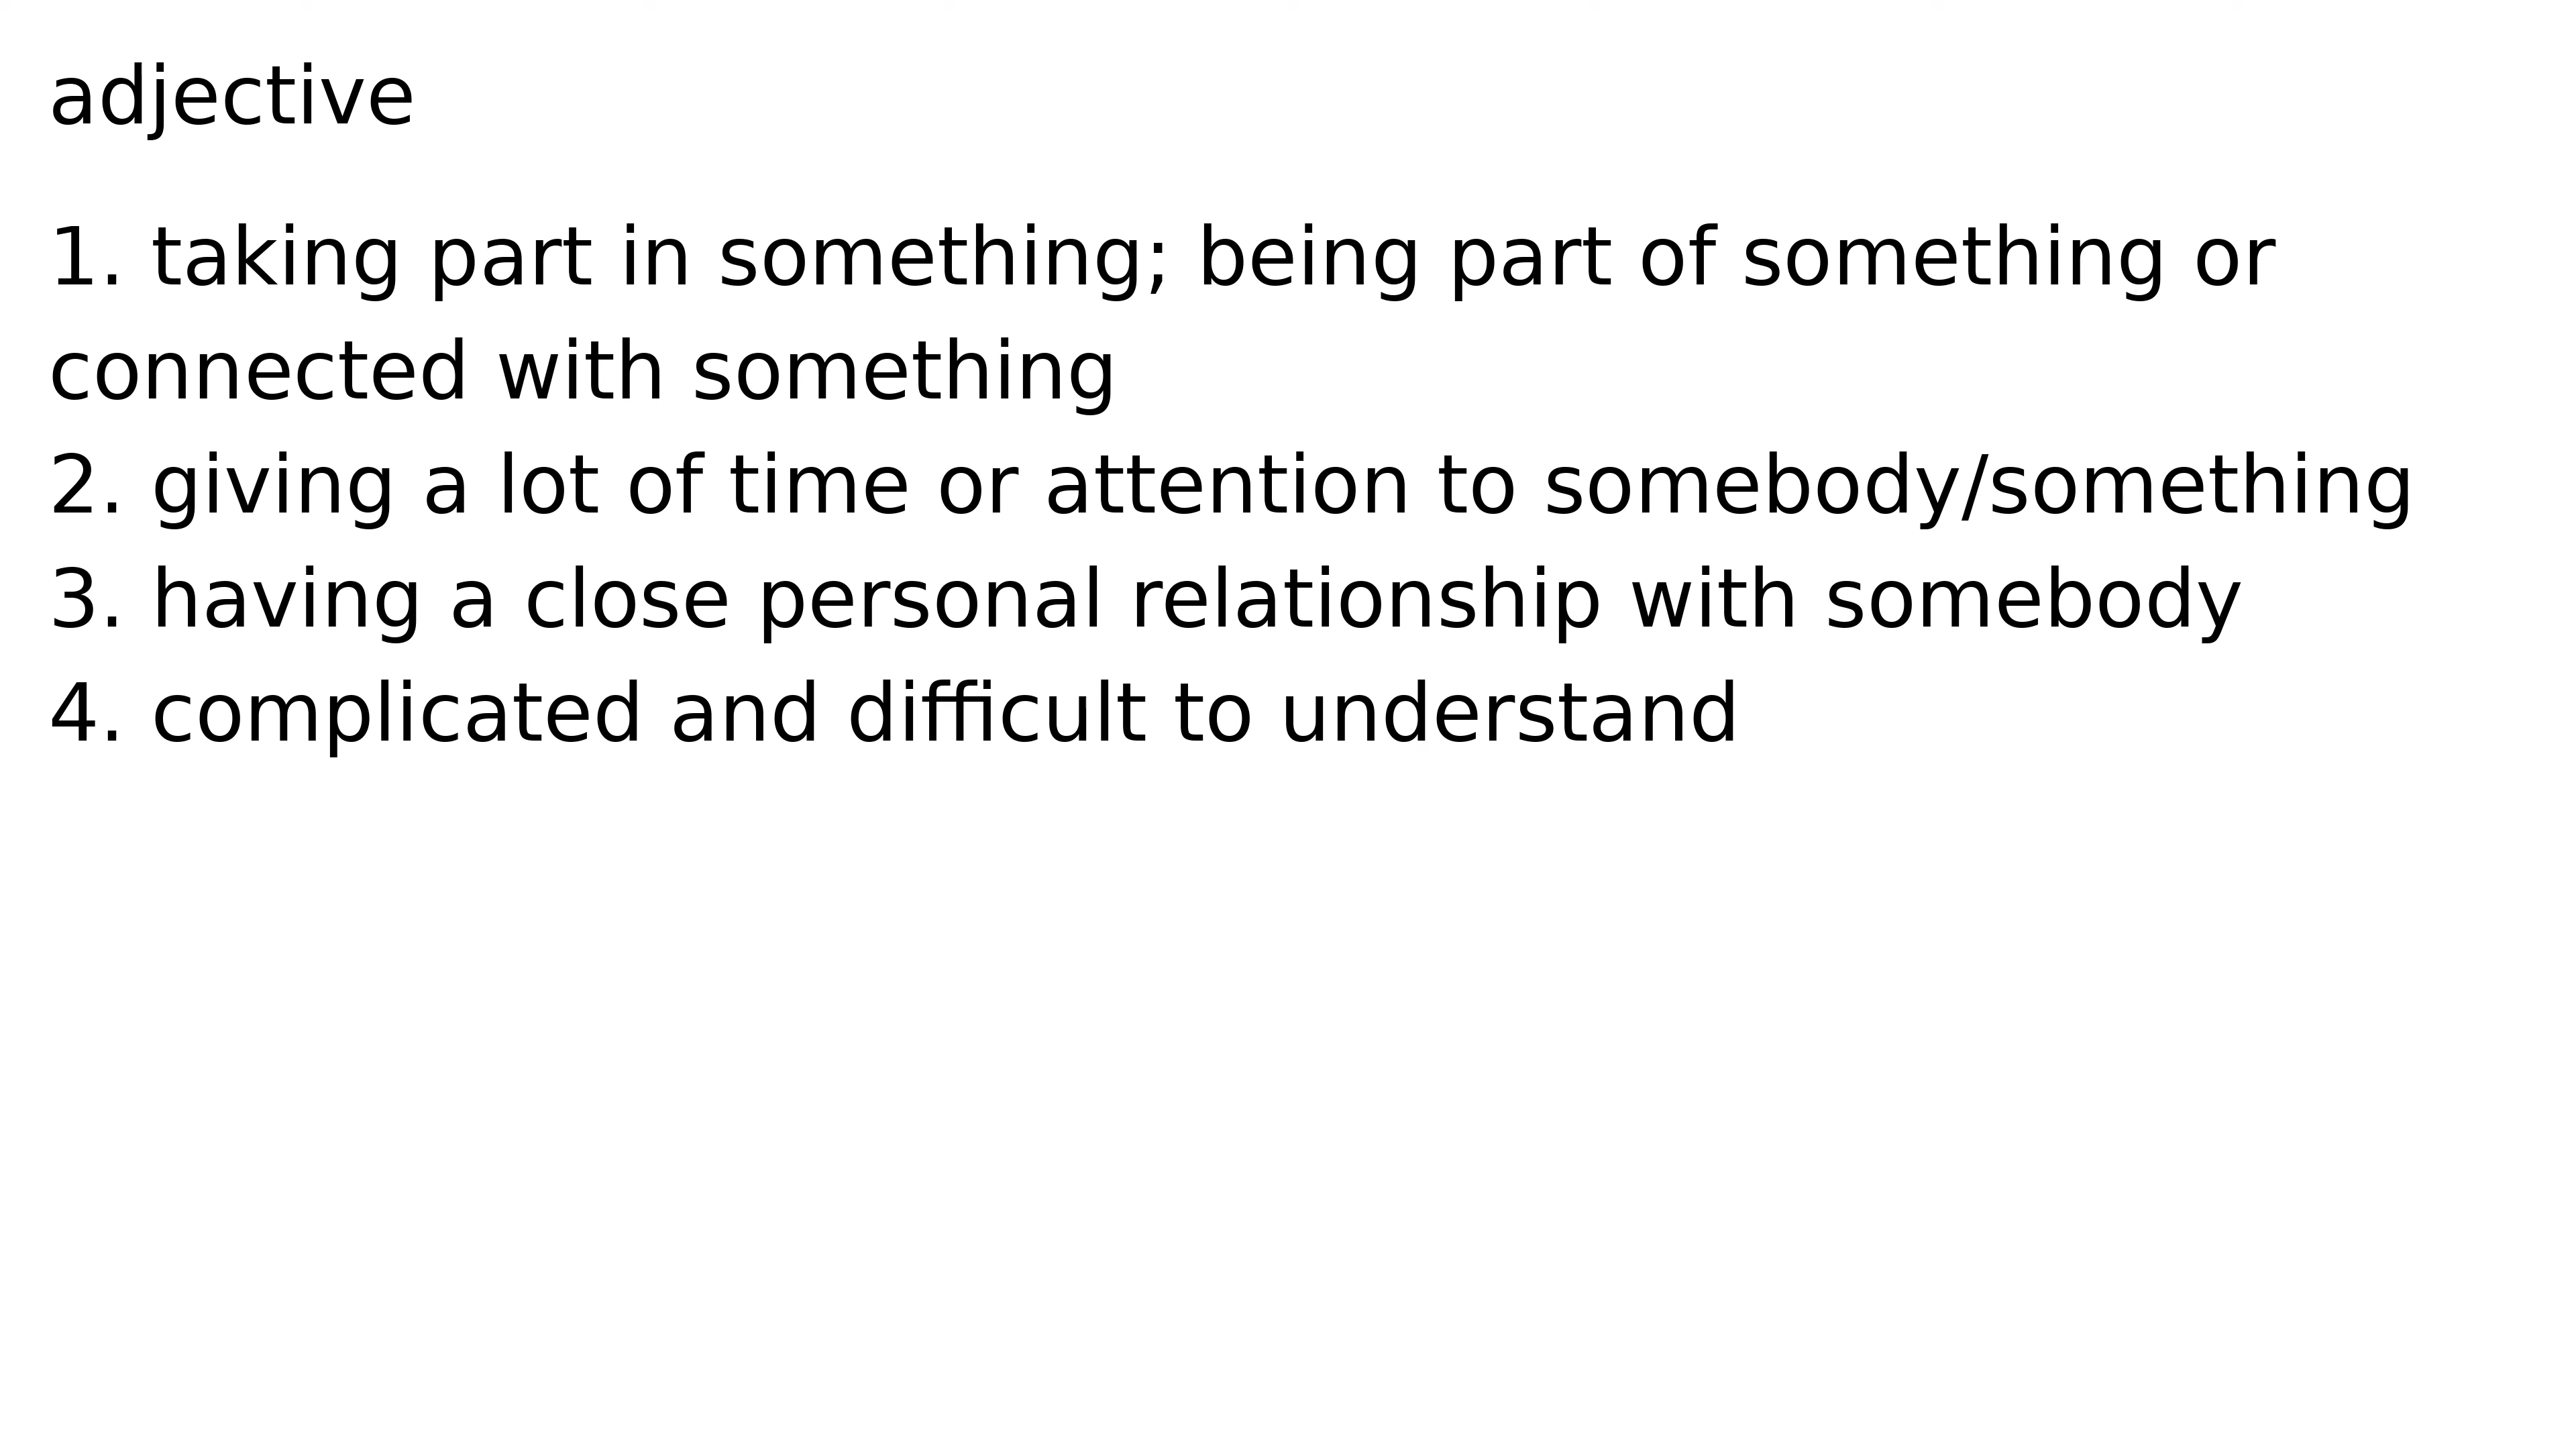 adjective
1. taking part in something; being part of something or
connected with something
2. giving a lot of time or attention to somebody/something
3. having a close personal relationship with somebody
4. complicated and difficult to understand